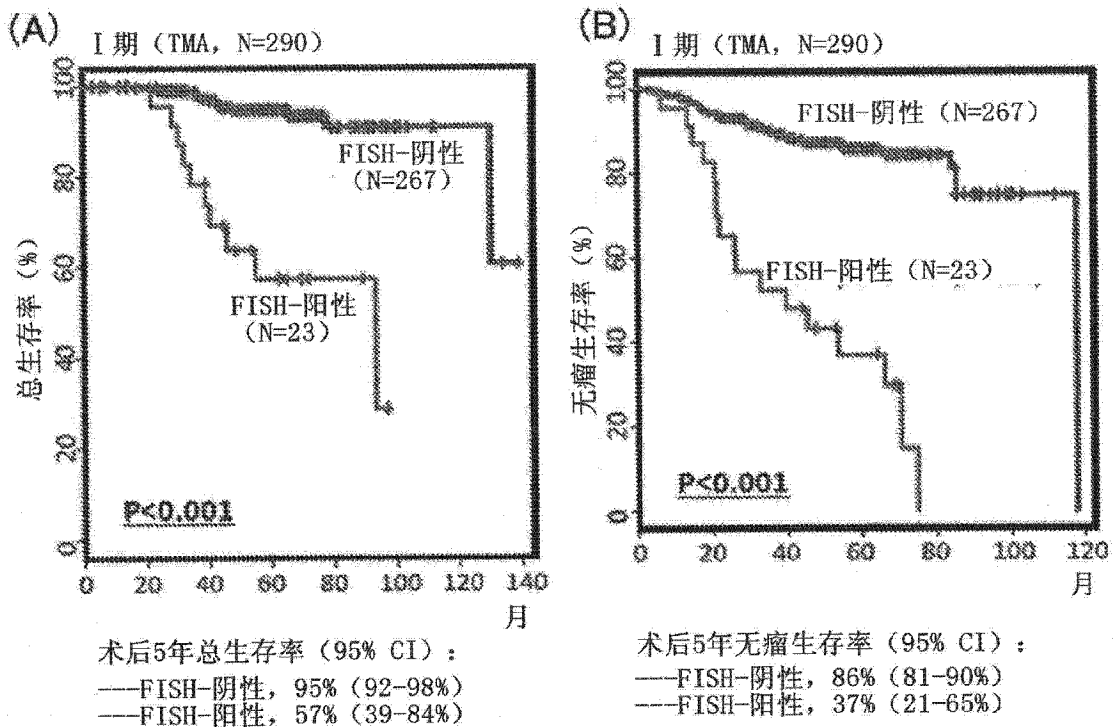 (A)
I 期 (TMA, N=290)
100
80
60
40
20
0
总生存率 (%)
FISH-阴性
(N=267)
FISH-阳性
(N=23)
P<0.001
0 20 40 60 80 100 120 140
月
术后5年总生存率 (95% CI) :
——FISH-阴性, 95% (92-98%)
——FISH-阳性, 57% (39-84%)
(B)
I 期 (TMA, N=290)
100
80
60
40
20
0
无瘤生存率 (%)
FISH-阴性 (N=267)
FISH-阳性 (N=23)
P<0.001
0 20 40 60 80 100 120
月
术后5年无瘤生存率 (95% CI) :
——FISH-阴性, 86% (81-90%)
——FISH-阳性, 37% (21-65%)